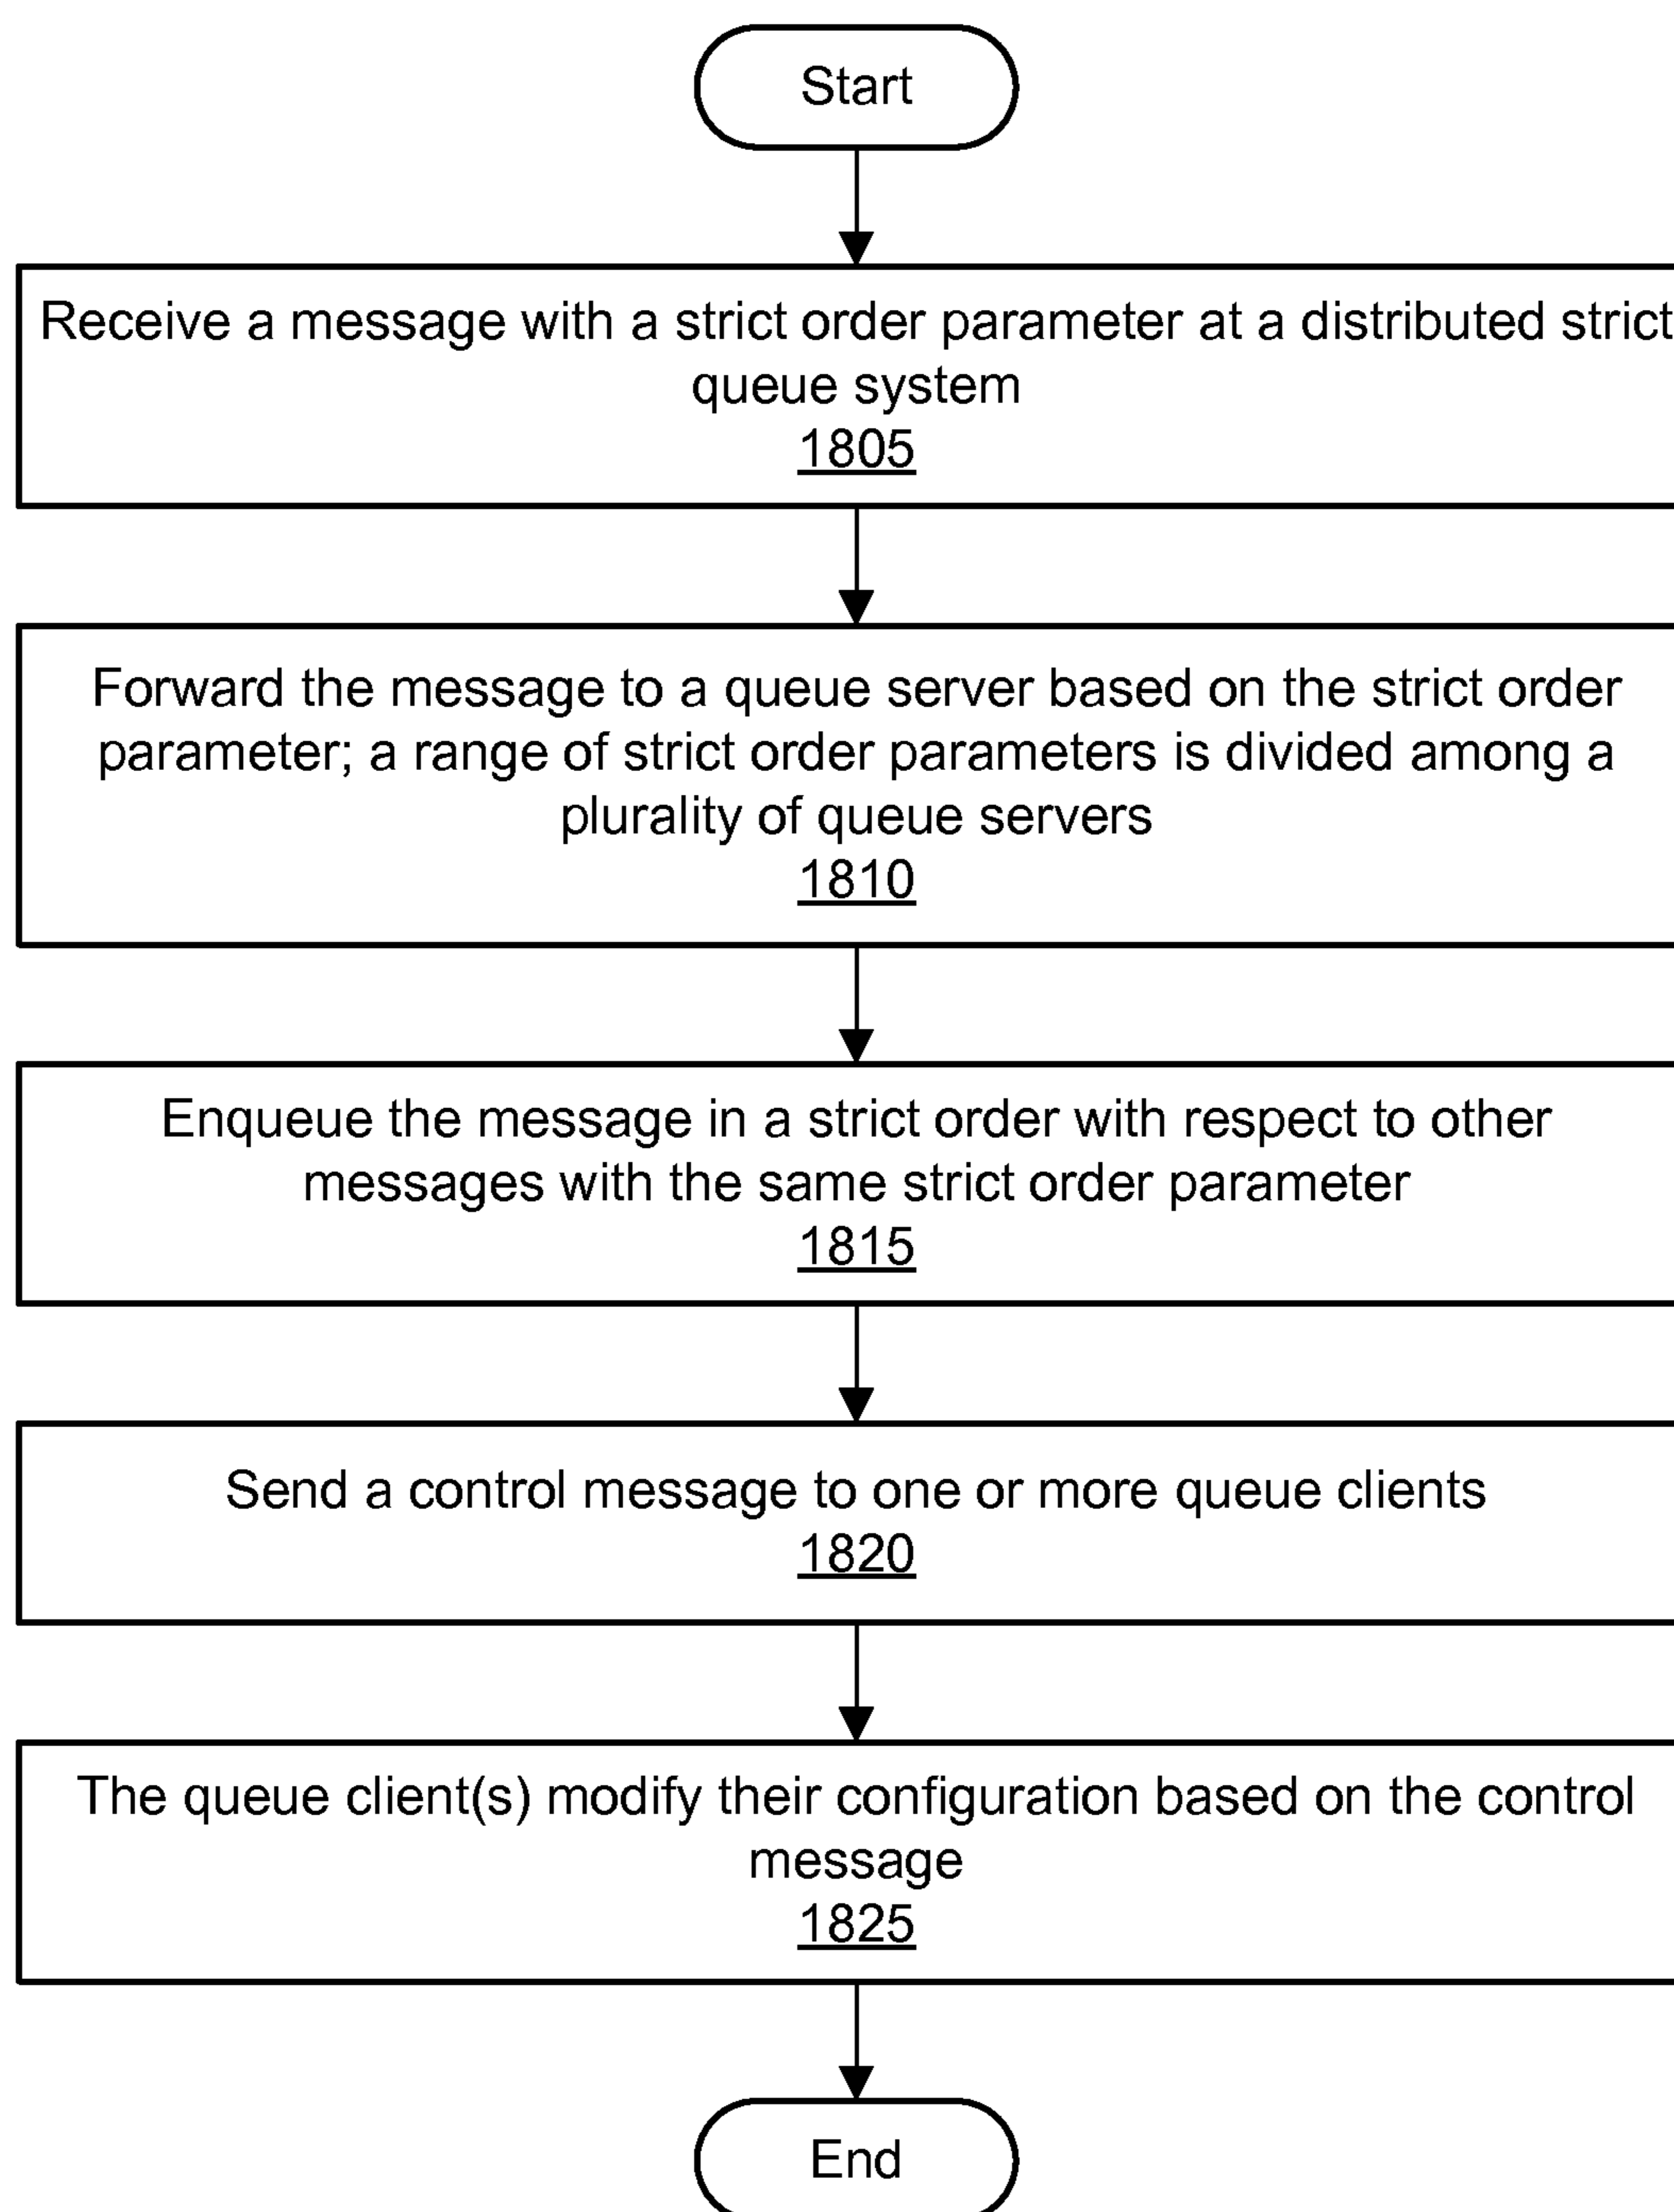 Start
Receive a message with a strict order parameter at a distributed strict
queue system
1805
Forward the message to a queue server based on the strict order
parameter; a range of strict order parameters is divided among a
plurality of queue servers
1810
Enqueue the message in a strict order with respect to other
messages with the same strict order parameter
1815
Send a control message to one or more queue clients
1820
The queue client(s) modify their configuration based on the control
message
1825
End